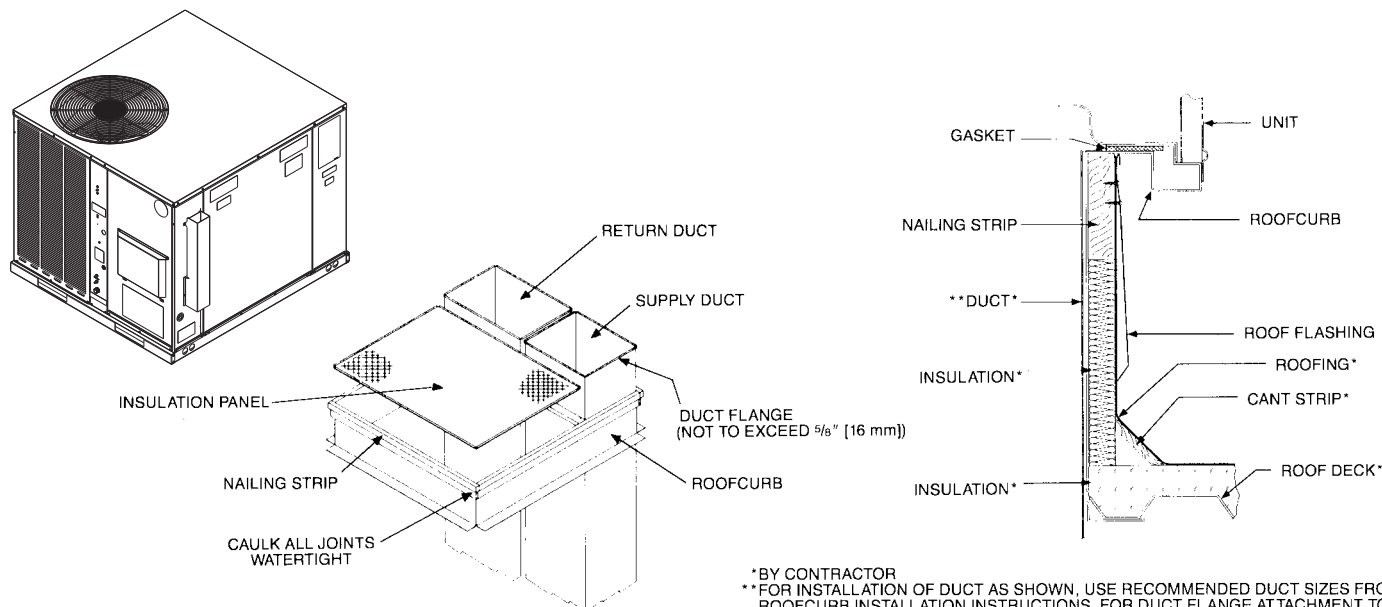 RETURN DUCT
SUPPLY DUCT
INSULATION PANEL
DUCT FLANGE
(NOT TO EXCEED 5/8" [16 mm])
NAILING STRIP
ROOFCURB
CAULK ALL JOINTS
WATERTIGHT
GASKET
UNIT
NAILING STRIP
ROOFCURB
**DUCT*
ROOF FLASHING
ROOFING*
INSULATION*
CANT STRIP*
ROOF DECK*
INSULATION*
*BY CONTRACTOR
**FOR INSTALLATION OF DUCT AS SHOWN, USE RECOMMENDED DUCT SIZES FRO
ROOFCURB INSTALLATION INSTRUCTIONS. FOR DUCT FLANGE ATTACHMENT TO